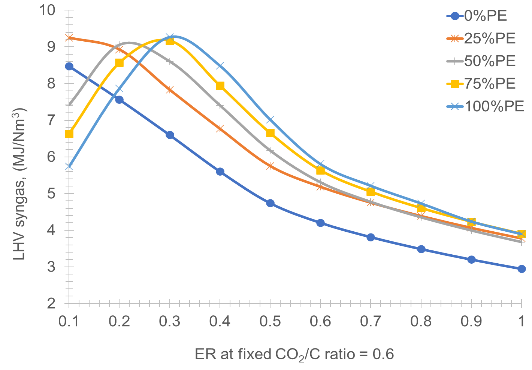 10
9
8
7
6
5
4
3
2
LHV syngas, (MJ/Nm³)
0%PE
25%PE
50%PE
75%PE
100%PE
0.1 0.2 0.3 0.4 0.5 0.6 0.7 0.8 0.9 1
ER at fixed CO₂/C ratio = 0.6